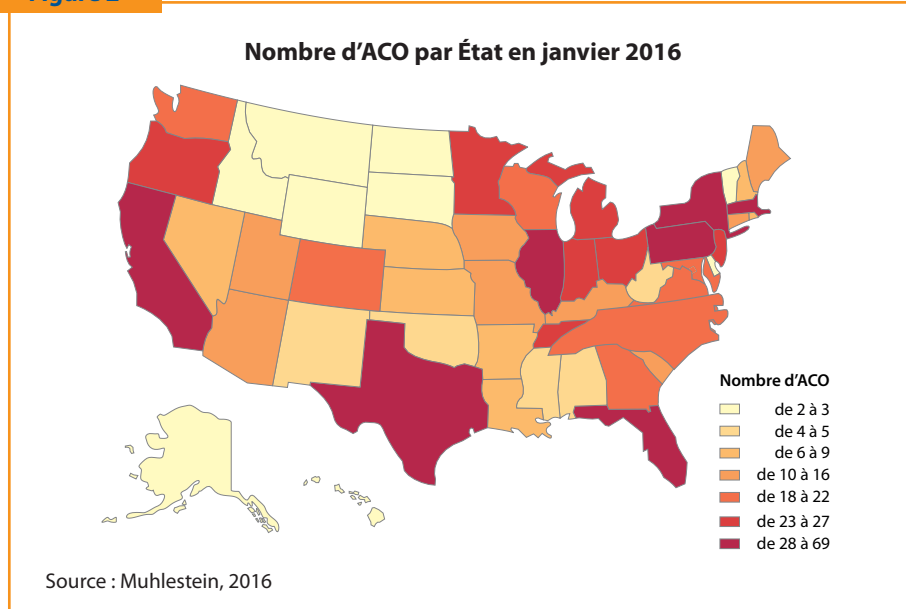 Nombre d’ACO par État en janvier 2016
Nombre d’ACO
de 2 à 3
de 4 à 5
de 6 à 9
de 10 à 16
de 18 à 22
de 23 à 27
de 28 à 69
Source : Muhlestein, 2016